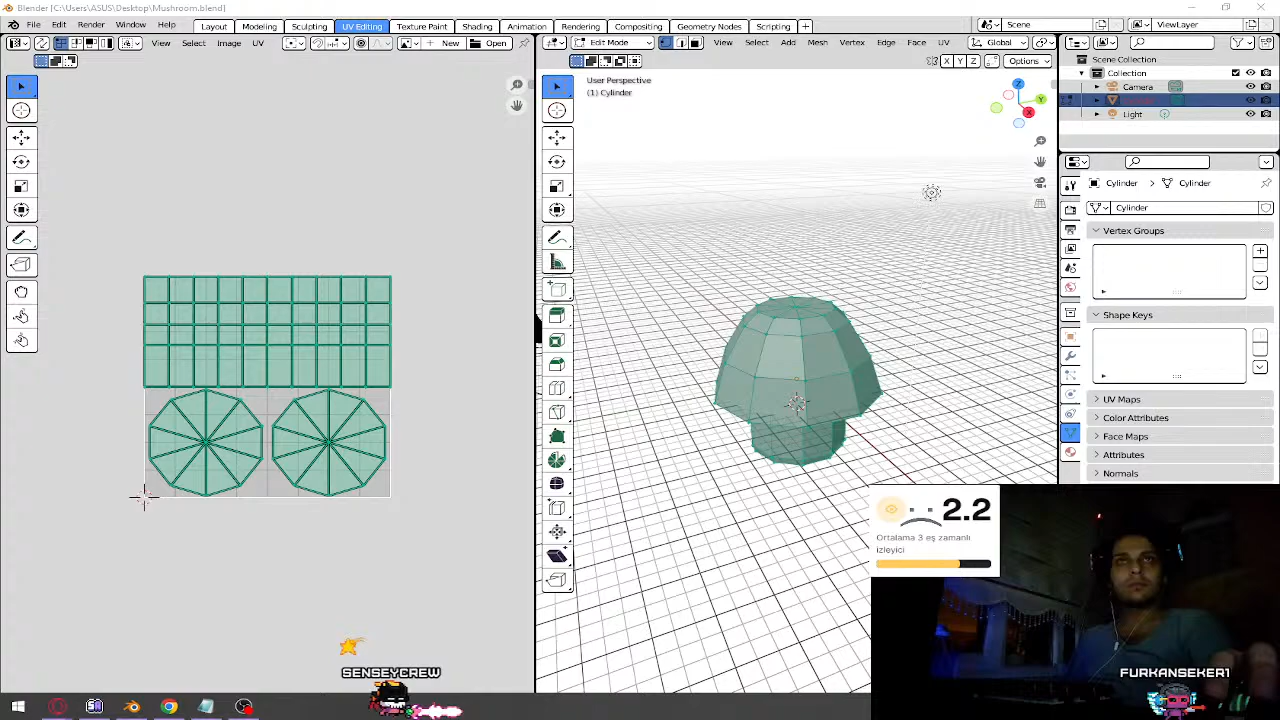 Blender [C:\Users\ASUS\Desktop\Mushroom.blend]
File Edit Render Window Help
Layout Modeling Sculpting UV Editing Texture Paint Shading Animation Rendering Compositing Geometry Nodes Scripting +
Scene
ViewLayer
View Select Image UV
+ New
Open
Edit Mode
View Select Add Mesh Vertex Edge Face UV
Global
X Y Z
Options
User Perspective
(1) Cylinder
Z
Y
X
Scene Collection
Collection
Camera
Light
Cylinder > Cylinder
Cylinder
Vertex Groups
Shape Keys
UV Maps
Color Attributes
Face Maps
Attributes
Normals
2.2
Ortalama 3 eş zamanlı
izleyici
SENSEYCREW
FURKANSEKER1